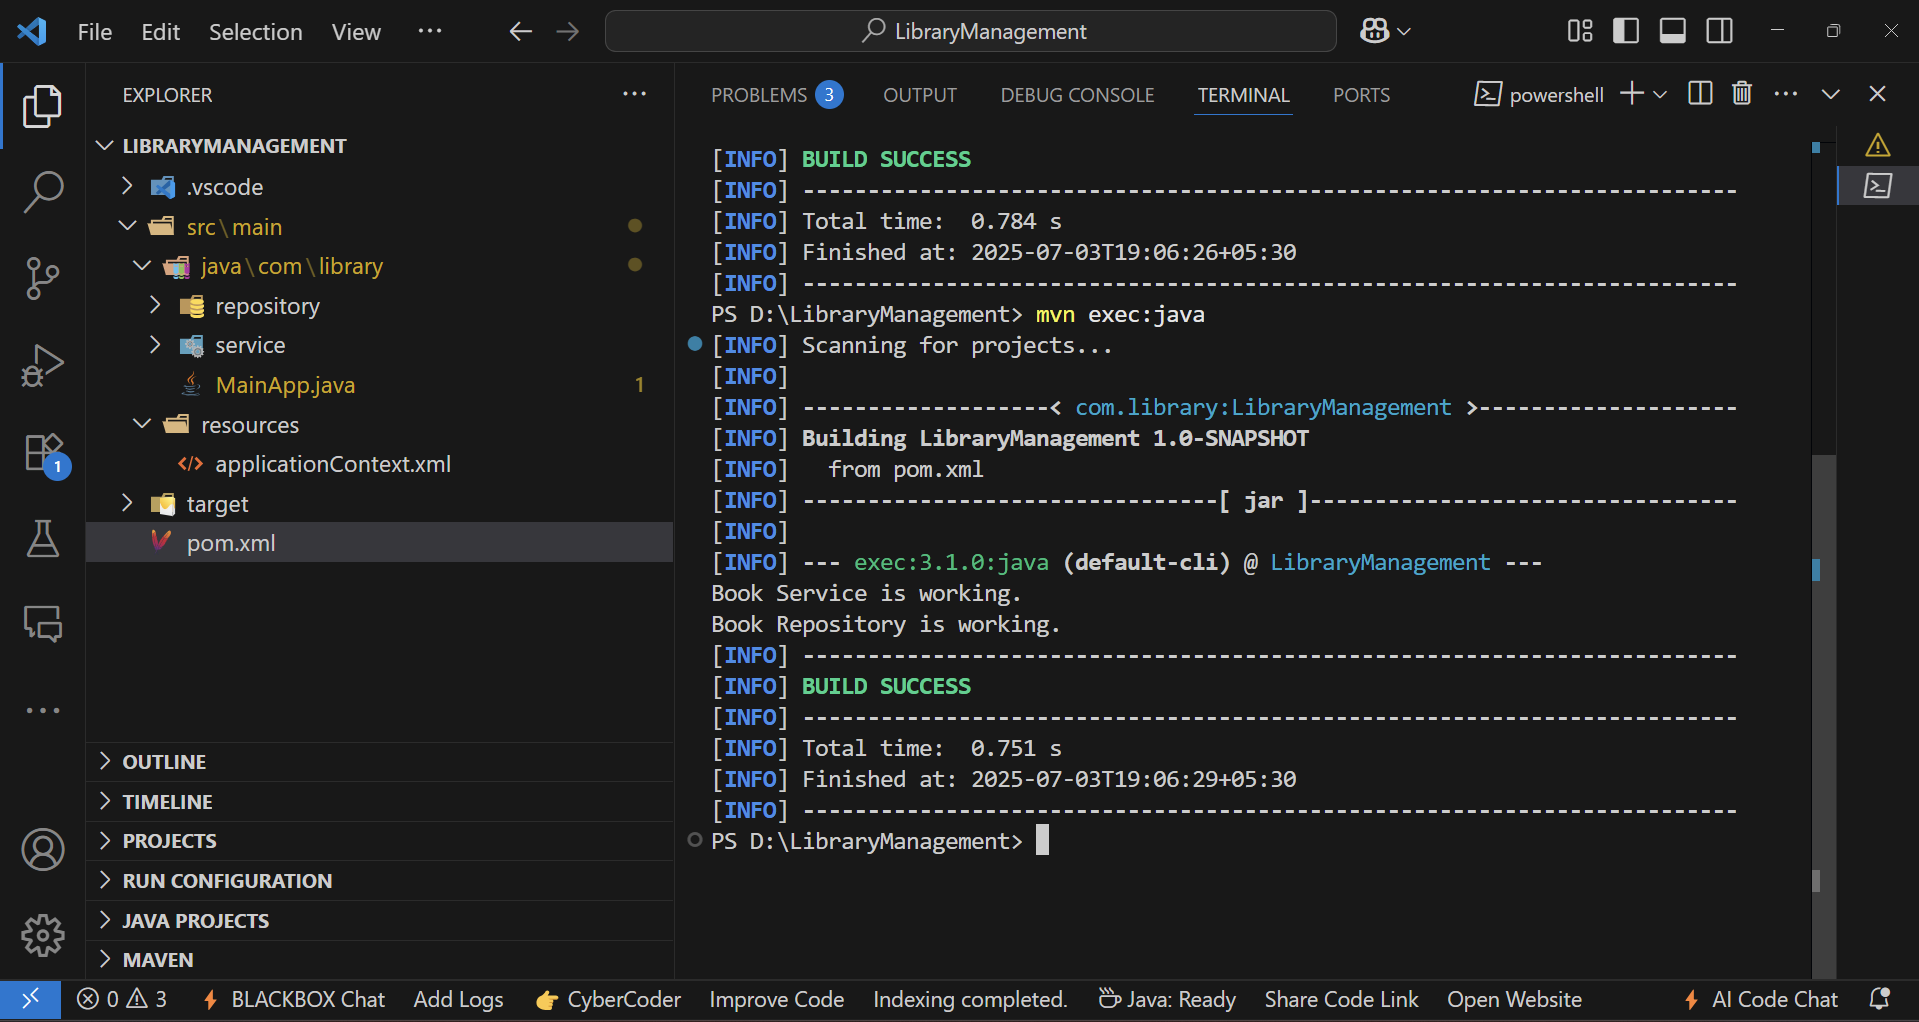 File Edit Selection View ··· LibraryManagement
EXPLORER ···
LIBRARYMANAGEMENT
.vscode
src\main
java\com\library
repository
service
MainApp.java 1
resources
applicationContext.xml
target
pom.xml
OUTLINE
TIMELINE
PROJECTS
RUN CONFIGURATION
JAVA PROJECTS
MAVEN
1
PROBLEMS 3 OUTPUT DEBUG CONSOLE TERMINAL PORTS powershell ···
[INFO] BUILD SUCCESS
[INFO] ------------------------------------------------------------------------
[INFO] Total time:  0.784 s
[INFO] Finished at: 2025-07-03T19:06:26+05:30
[INFO] ------------------------------------------------------------------------
PS D:\LibraryManagement> mvn exec:java
[INFO] Scanning for projects...
[INFO]
[INFO] -------------------< com.library:LibraryManagement >--------------------
[INFO] Building LibraryManagement 1.0-SNAPSHOT
[INFO]   from pom.xml
[INFO] --------------------------------[ jar ]---------------------------------
[INFO]
[INFO] --- exec:3.1.0:java (default-cli) @ LibraryManagement ---
Book Service is working.
Book Repository is working.
[INFO] ------------------------------------------------------------------------
[INFO] BUILD SUCCESS
[INFO] ------------------------------------------------------------------------
[INFO] Total time:  0.751 s
[INFO] Finished at: 2025-07-03T19:06:29+05:30
[INFO] ------------------------------------------------------------------------
PS D:\LibraryManagement>
0 3 BLACKBOX Chat Add Logs 👉 CyberCoder Improve Code Indexing completed. Java: Ready Share Code Link Open Website AI Code Chat